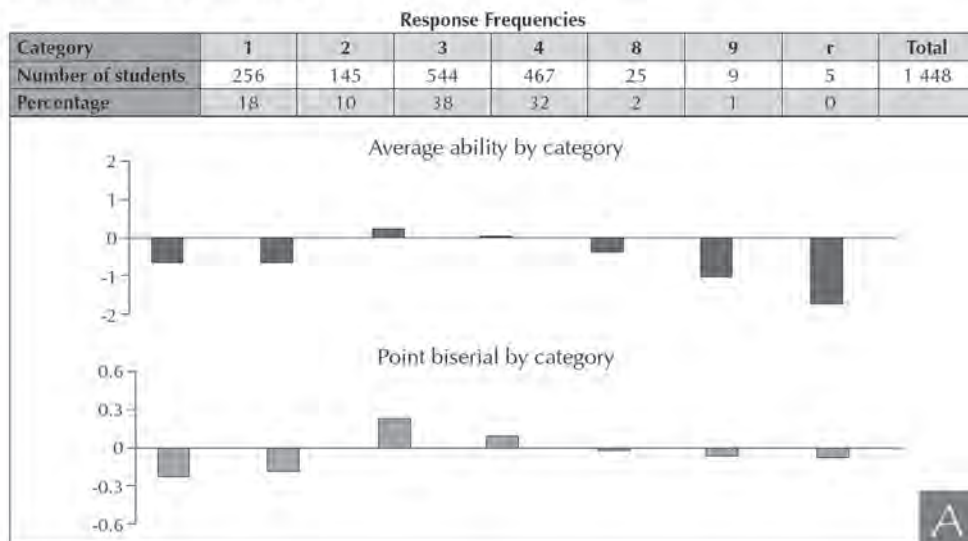 Response Frequencies
Category 1 2 3 4 8 9 r Total
Number of students 256 145 544 467 25 9 5 1 448
Percentage 18 10 38 32 2 1 0
Average ability by category
2
1
0
-1
-2
Point biserial by category
0.6
0.3
0
-0.3
-0.6
A